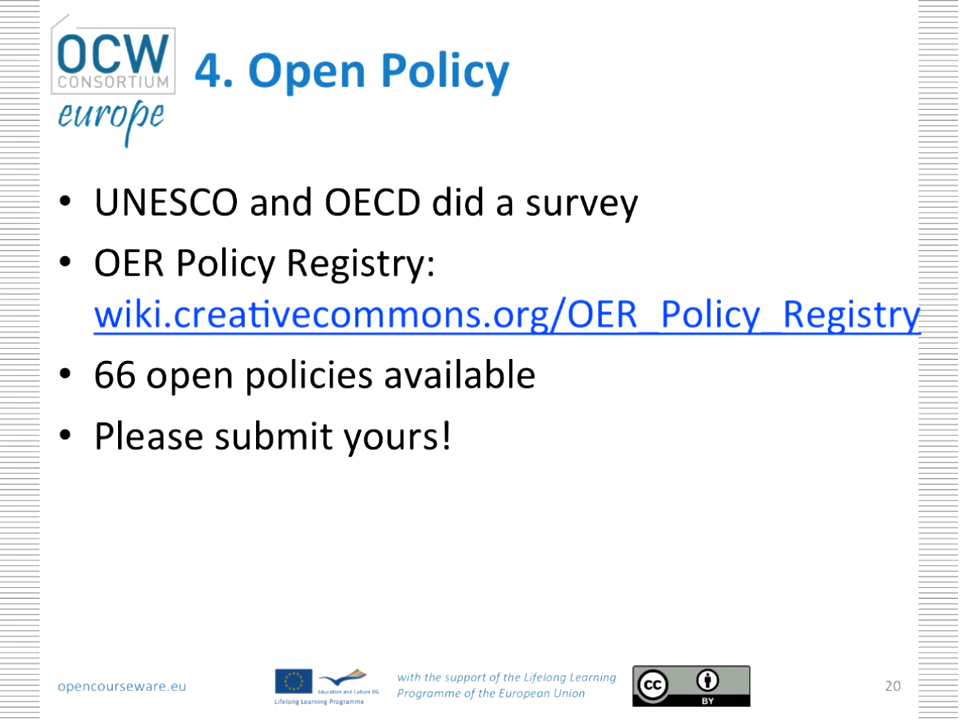 OCW
CONSORTIUM
europe
4. Open Policy
• UNESCO and OECD did a survey
• OER Policy Registry:
wiki.creativecommons.org/OER_Policy_Registry
• 66 open policies available
• Please submit yours!
opencourseware.eu
Education and Culture DG
Lifelong Learning Programme
with the support of the Lifelong Learning
Programme of the European Union
cc
BY
20